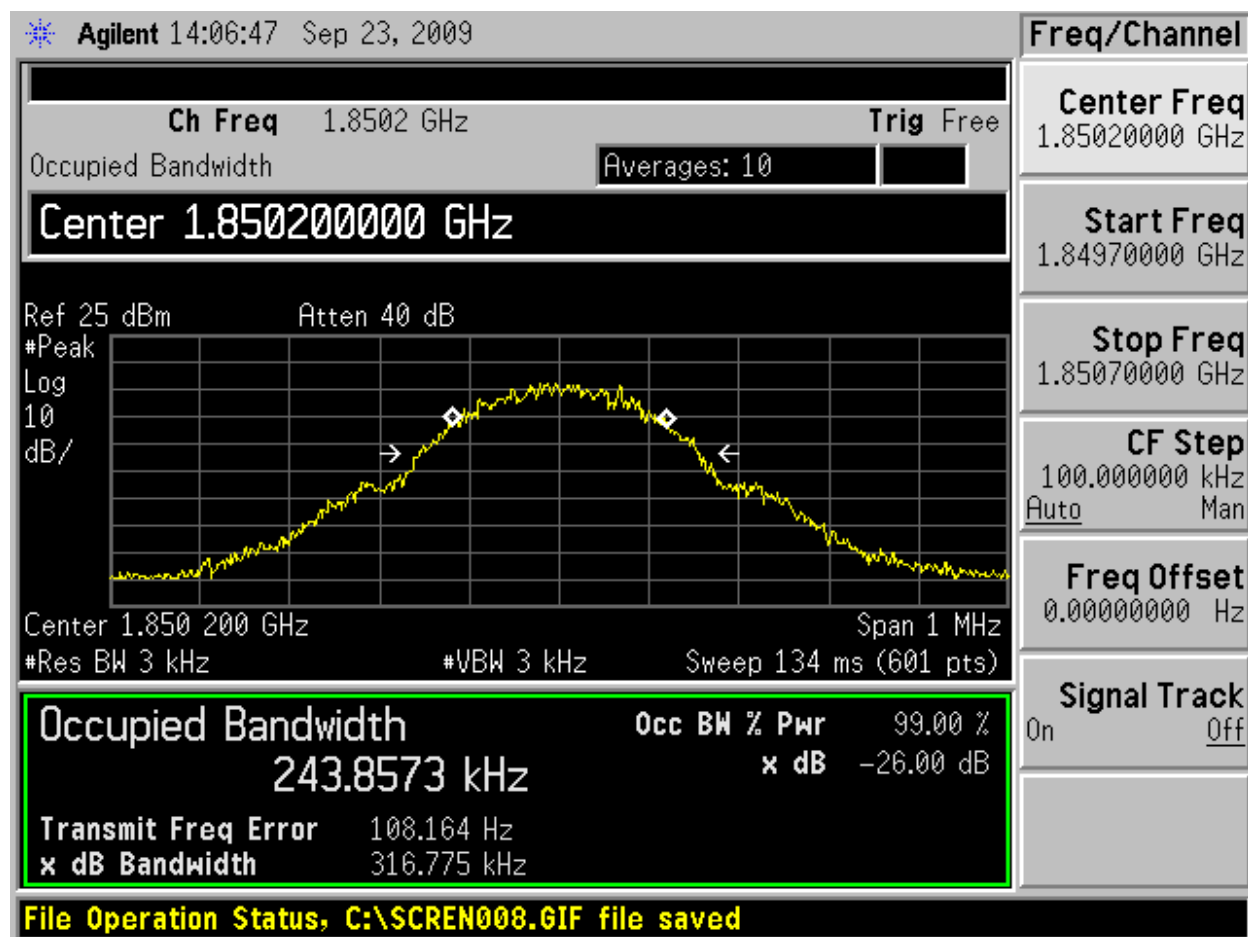 Agilent 14:06:47 Sep 23, 2009
Freq/Channel
Ch Freq 1.8502 GHz Trig Free
Occupied Bandwidth Averages: 10
Center 1.850200000 GHz
Ref 25 dBm Atten 40 dB
#Peak
Log
10
dB/
Center 1.850 200 GHz Span 1 MHz
#Res BW 3 kHz #VBW 3 kHz Sweep 134 ms (601 pts)
Occupied Bandwidth Occ BW % Pwr 99.00 %
243.8573 kHz x dB -26.00 dB
Transmit Freq Error 108.164 Hz
x dB Bandwidth 316.775 kHz
Center Freq
1.85020000 GHz
Start Freq
1.84970000 GHz
Stop Freq
1.85070000 GHz
CF Step
100.000000 kHz
Auto Man
Freq Offset
0.00000000 Hz
Signal Track
On Off
File Operation Status, C:\SCREN008.GIF file saved